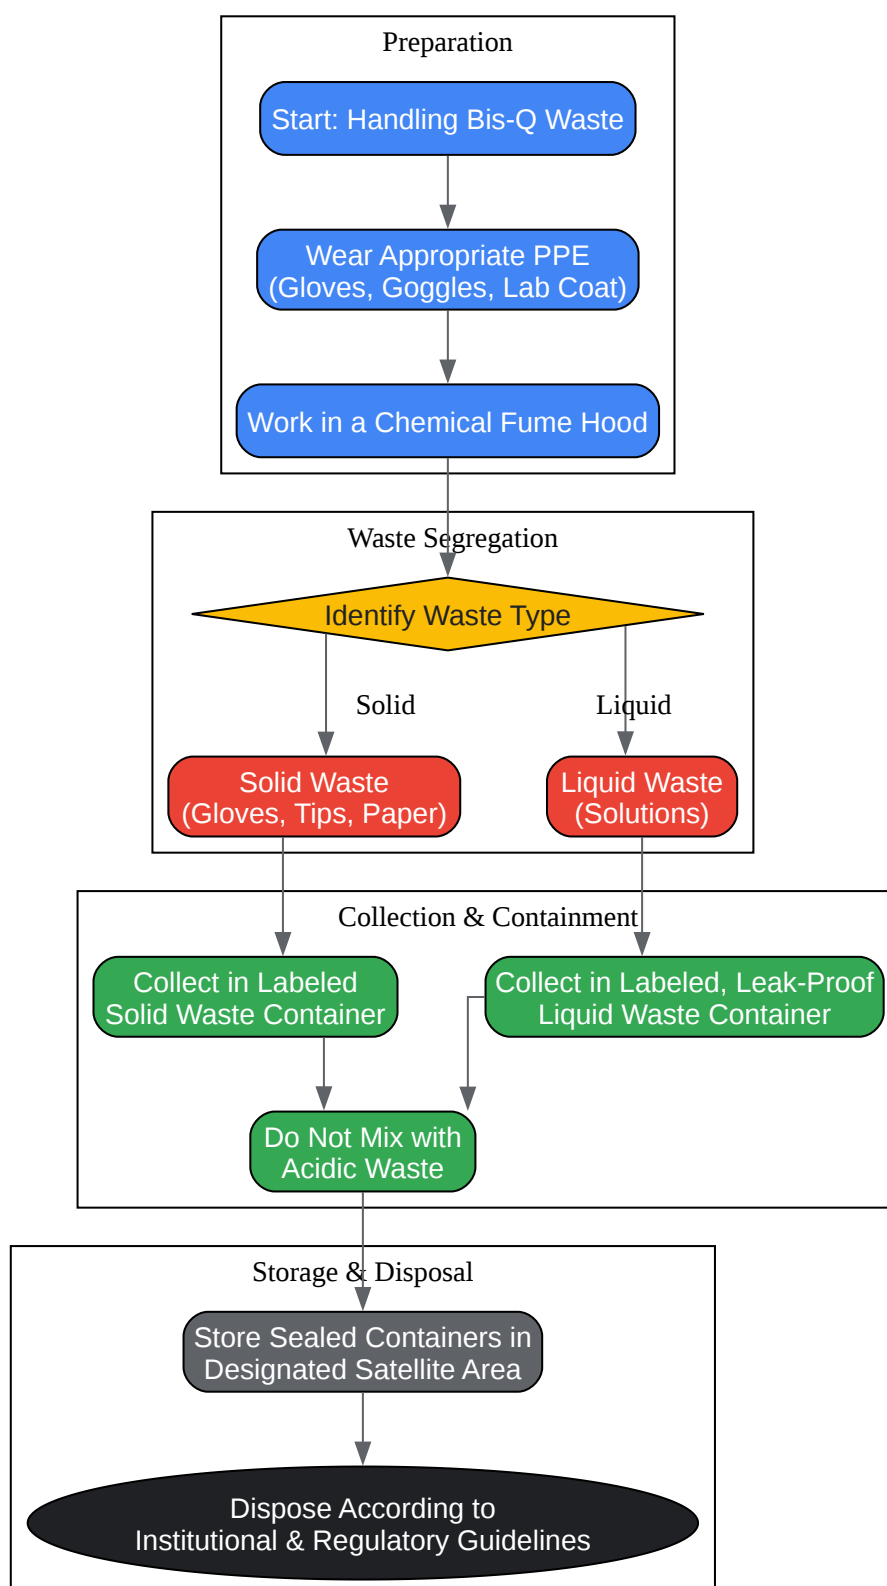 Preparation
Start: Handling Bis-Q Waste
Wear Appropriate PPE
(Gloves, Goggles, Lab Coat)
Work in a Chemical Fume Hood
Waste Segregation
Identify Waste Type
Solid
Liquid
Solid Waste
(Gloves, Tips, Paper)
Liquid Waste
(Solutions)
Collection & Containment
Collect in Labeled
Solid Waste Container
Collect in Labeled, Leak-Proof
Liquid Waste Container
Do Not Mix with
Acidic Waste
Storage & Disposal
Store Sealed Containers in
Designated Satellite Area
Dispose According to
Institutional & Regulatory Guidelines